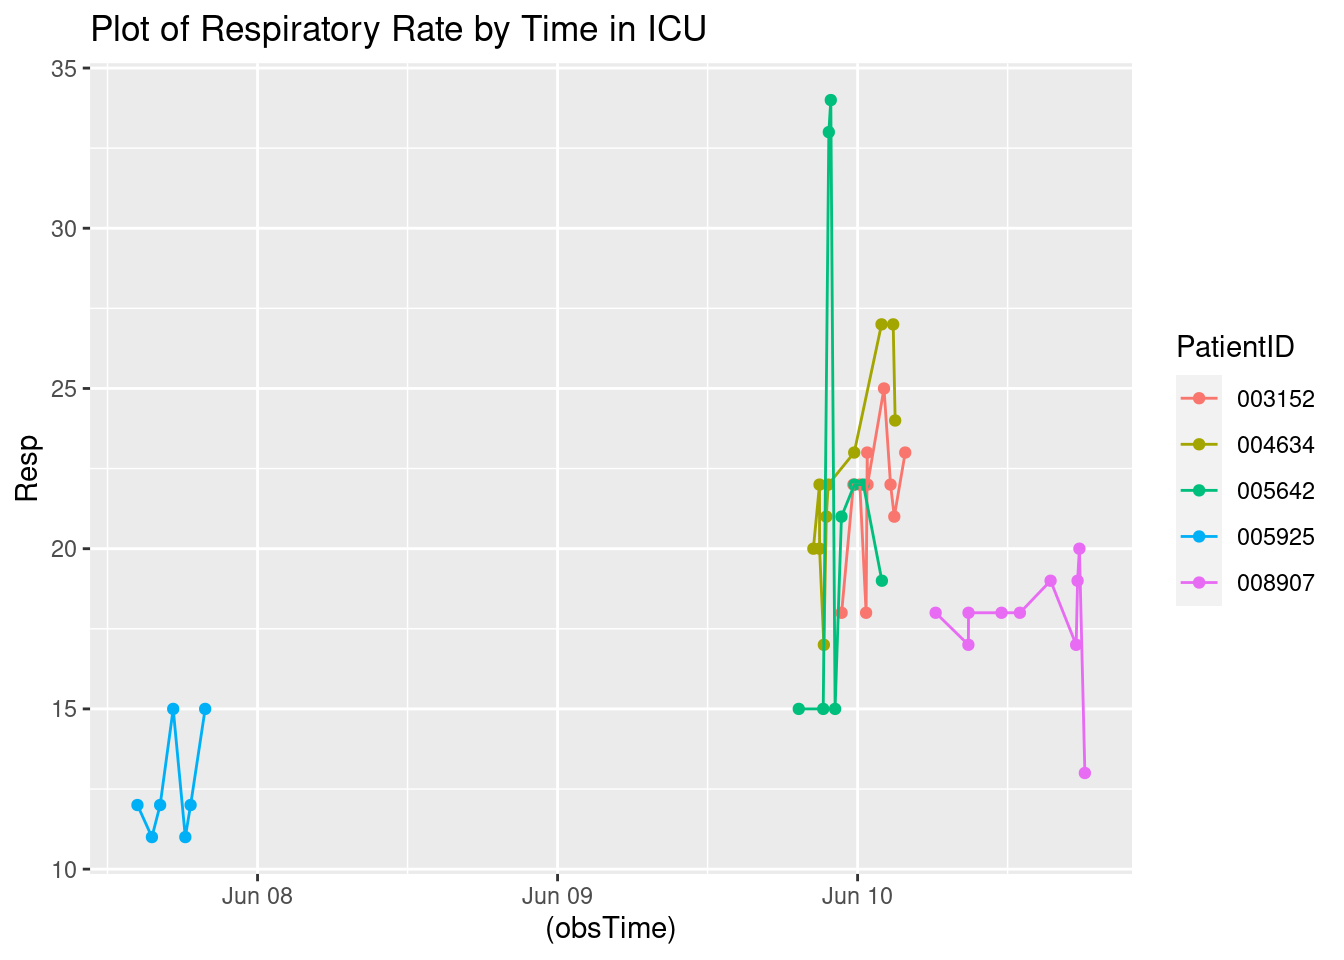 Plot of Respiratory Rate by Time in ICU
35
30
25
20
15
10
Resp
Jun 08
Jun 09
Jun 10
(obsTime)
PatientID
003152
004634
005642
005925
008907